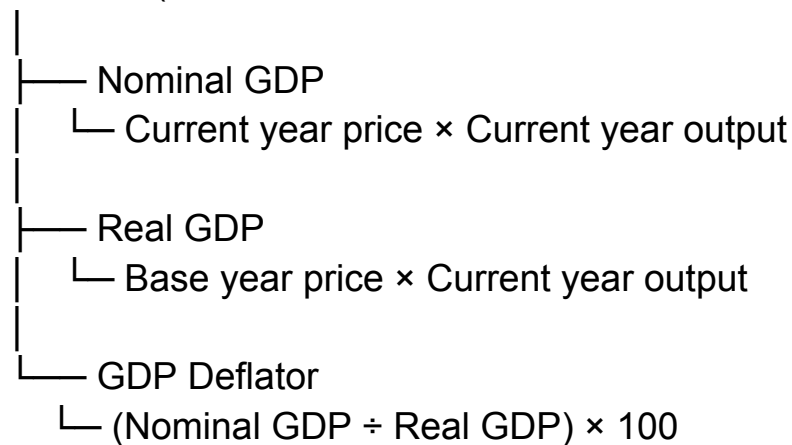 │
├── Nominal GDP
│ └─ Current year price × Current year output
│
├── Real GDP
│ └─ Base year price × Current year output
│
└── GDP Deflator
└─ (Nominal GDP ÷ Real GDP) × 100